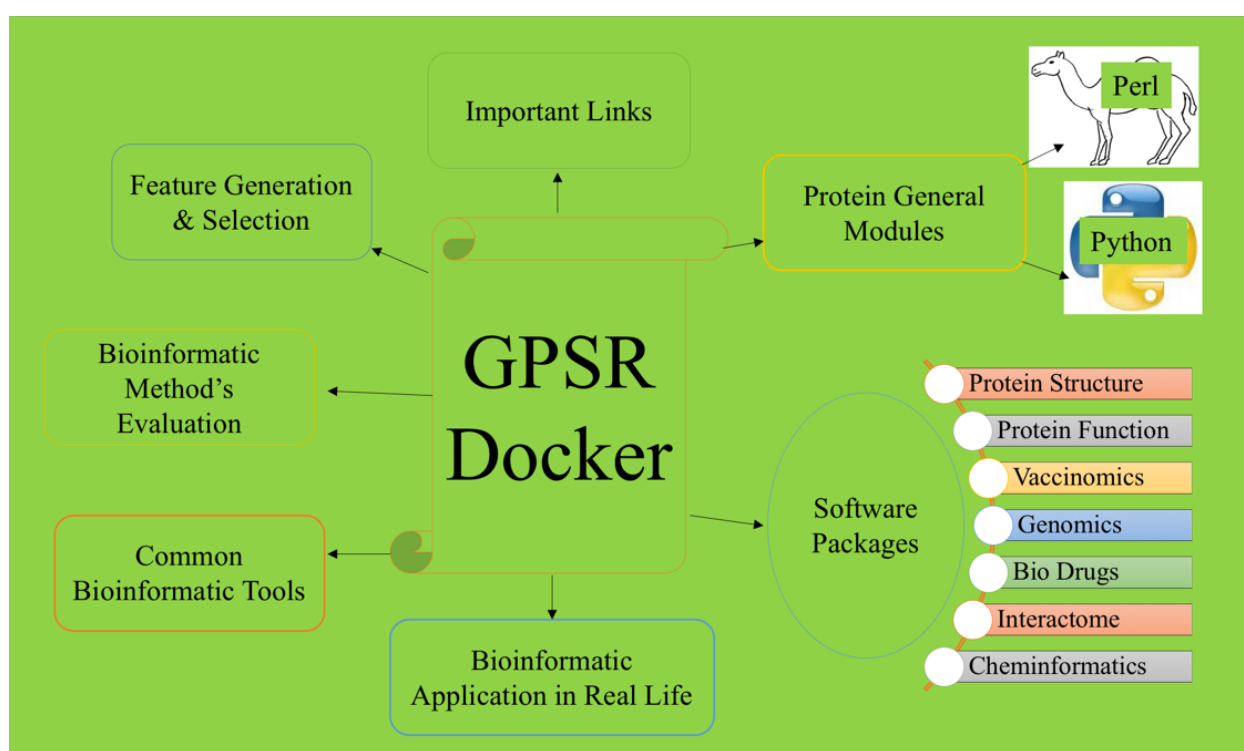 Important Links
Feature Generation
& Selection
Protein General
Modules
Perl
Python
GPSR
Docker
Bioinformatic
Method’s
Evaluation
Common
Bioinformatic Tools
Bioinformatic
Application in Real Life
Software
Packages
Protein Structure
Protein Function
Vaccinomics
Genomics
Bio Drugs
Interactome
Cheminformatics